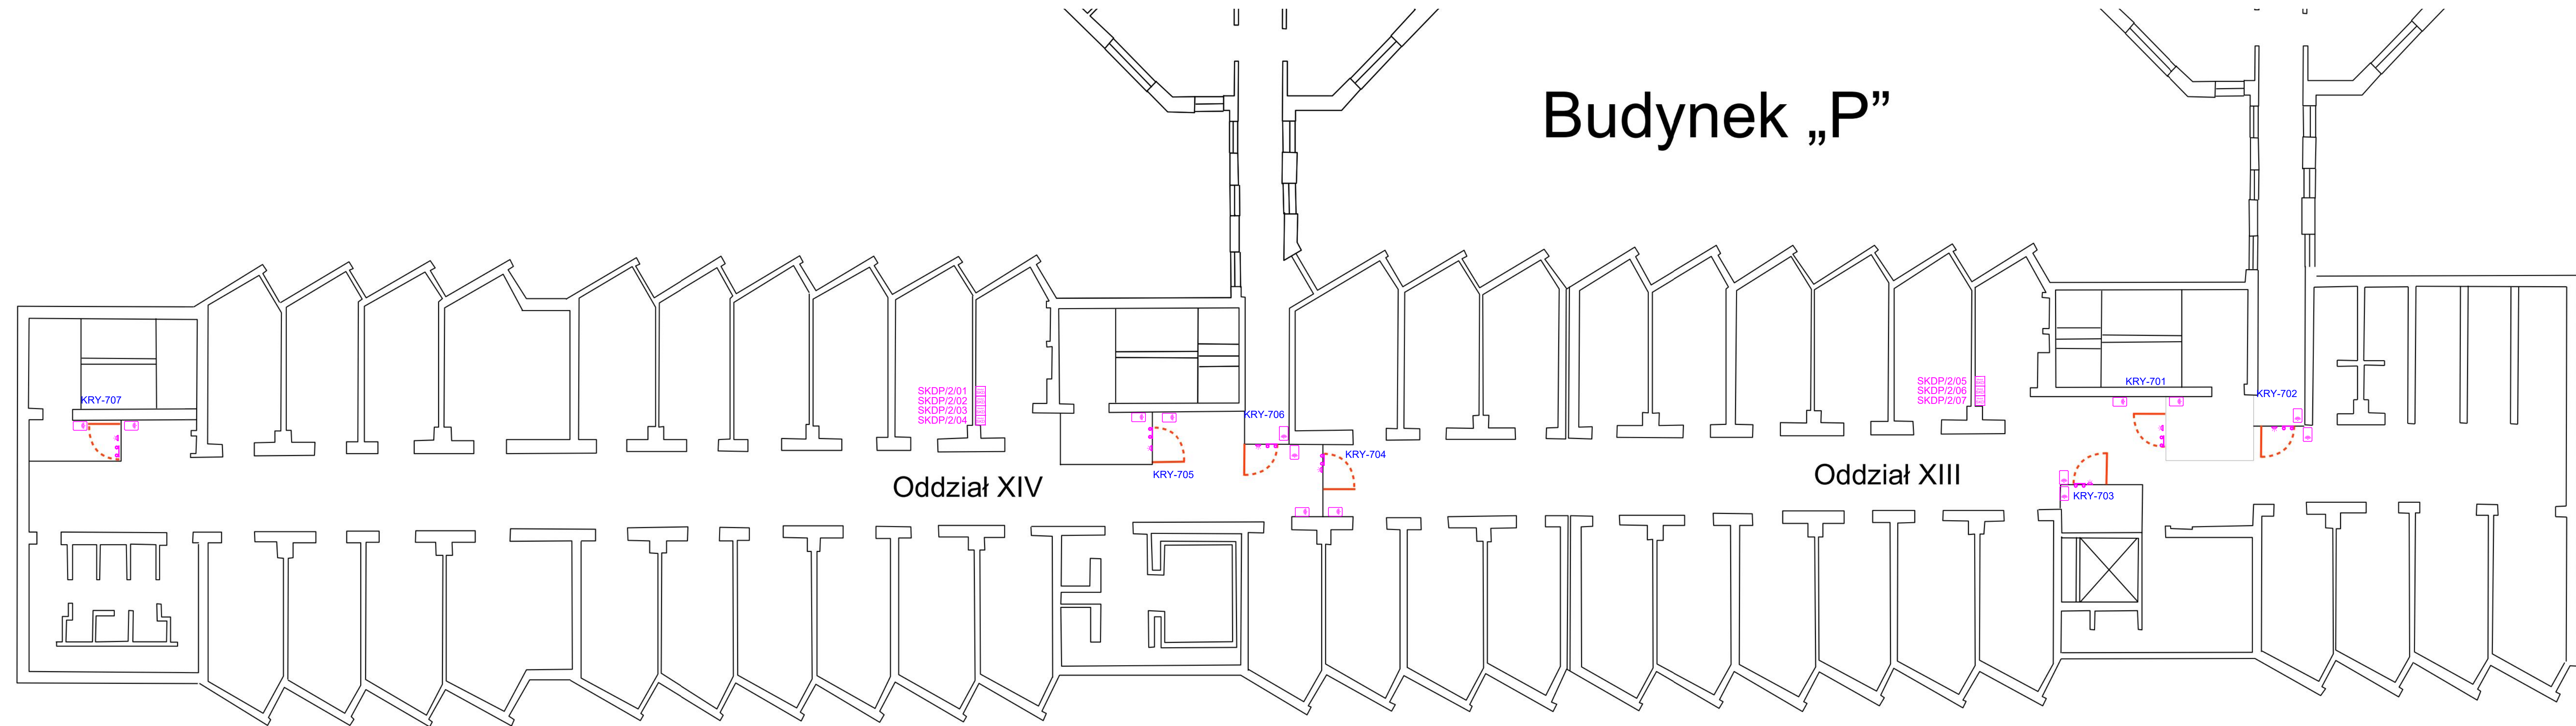 Budynek „P”
KRY-707
SKDP/2/01
SKDP/2/02
SKDP/2/03
SKDP/2/04
KRY-706
KRY-705
KRY-704
Oddział XIV
SKDP/2/05
SKDP/2/06
SKDP/2/07
KRY-701
KRY-702
Oddział XIII
KRY-703